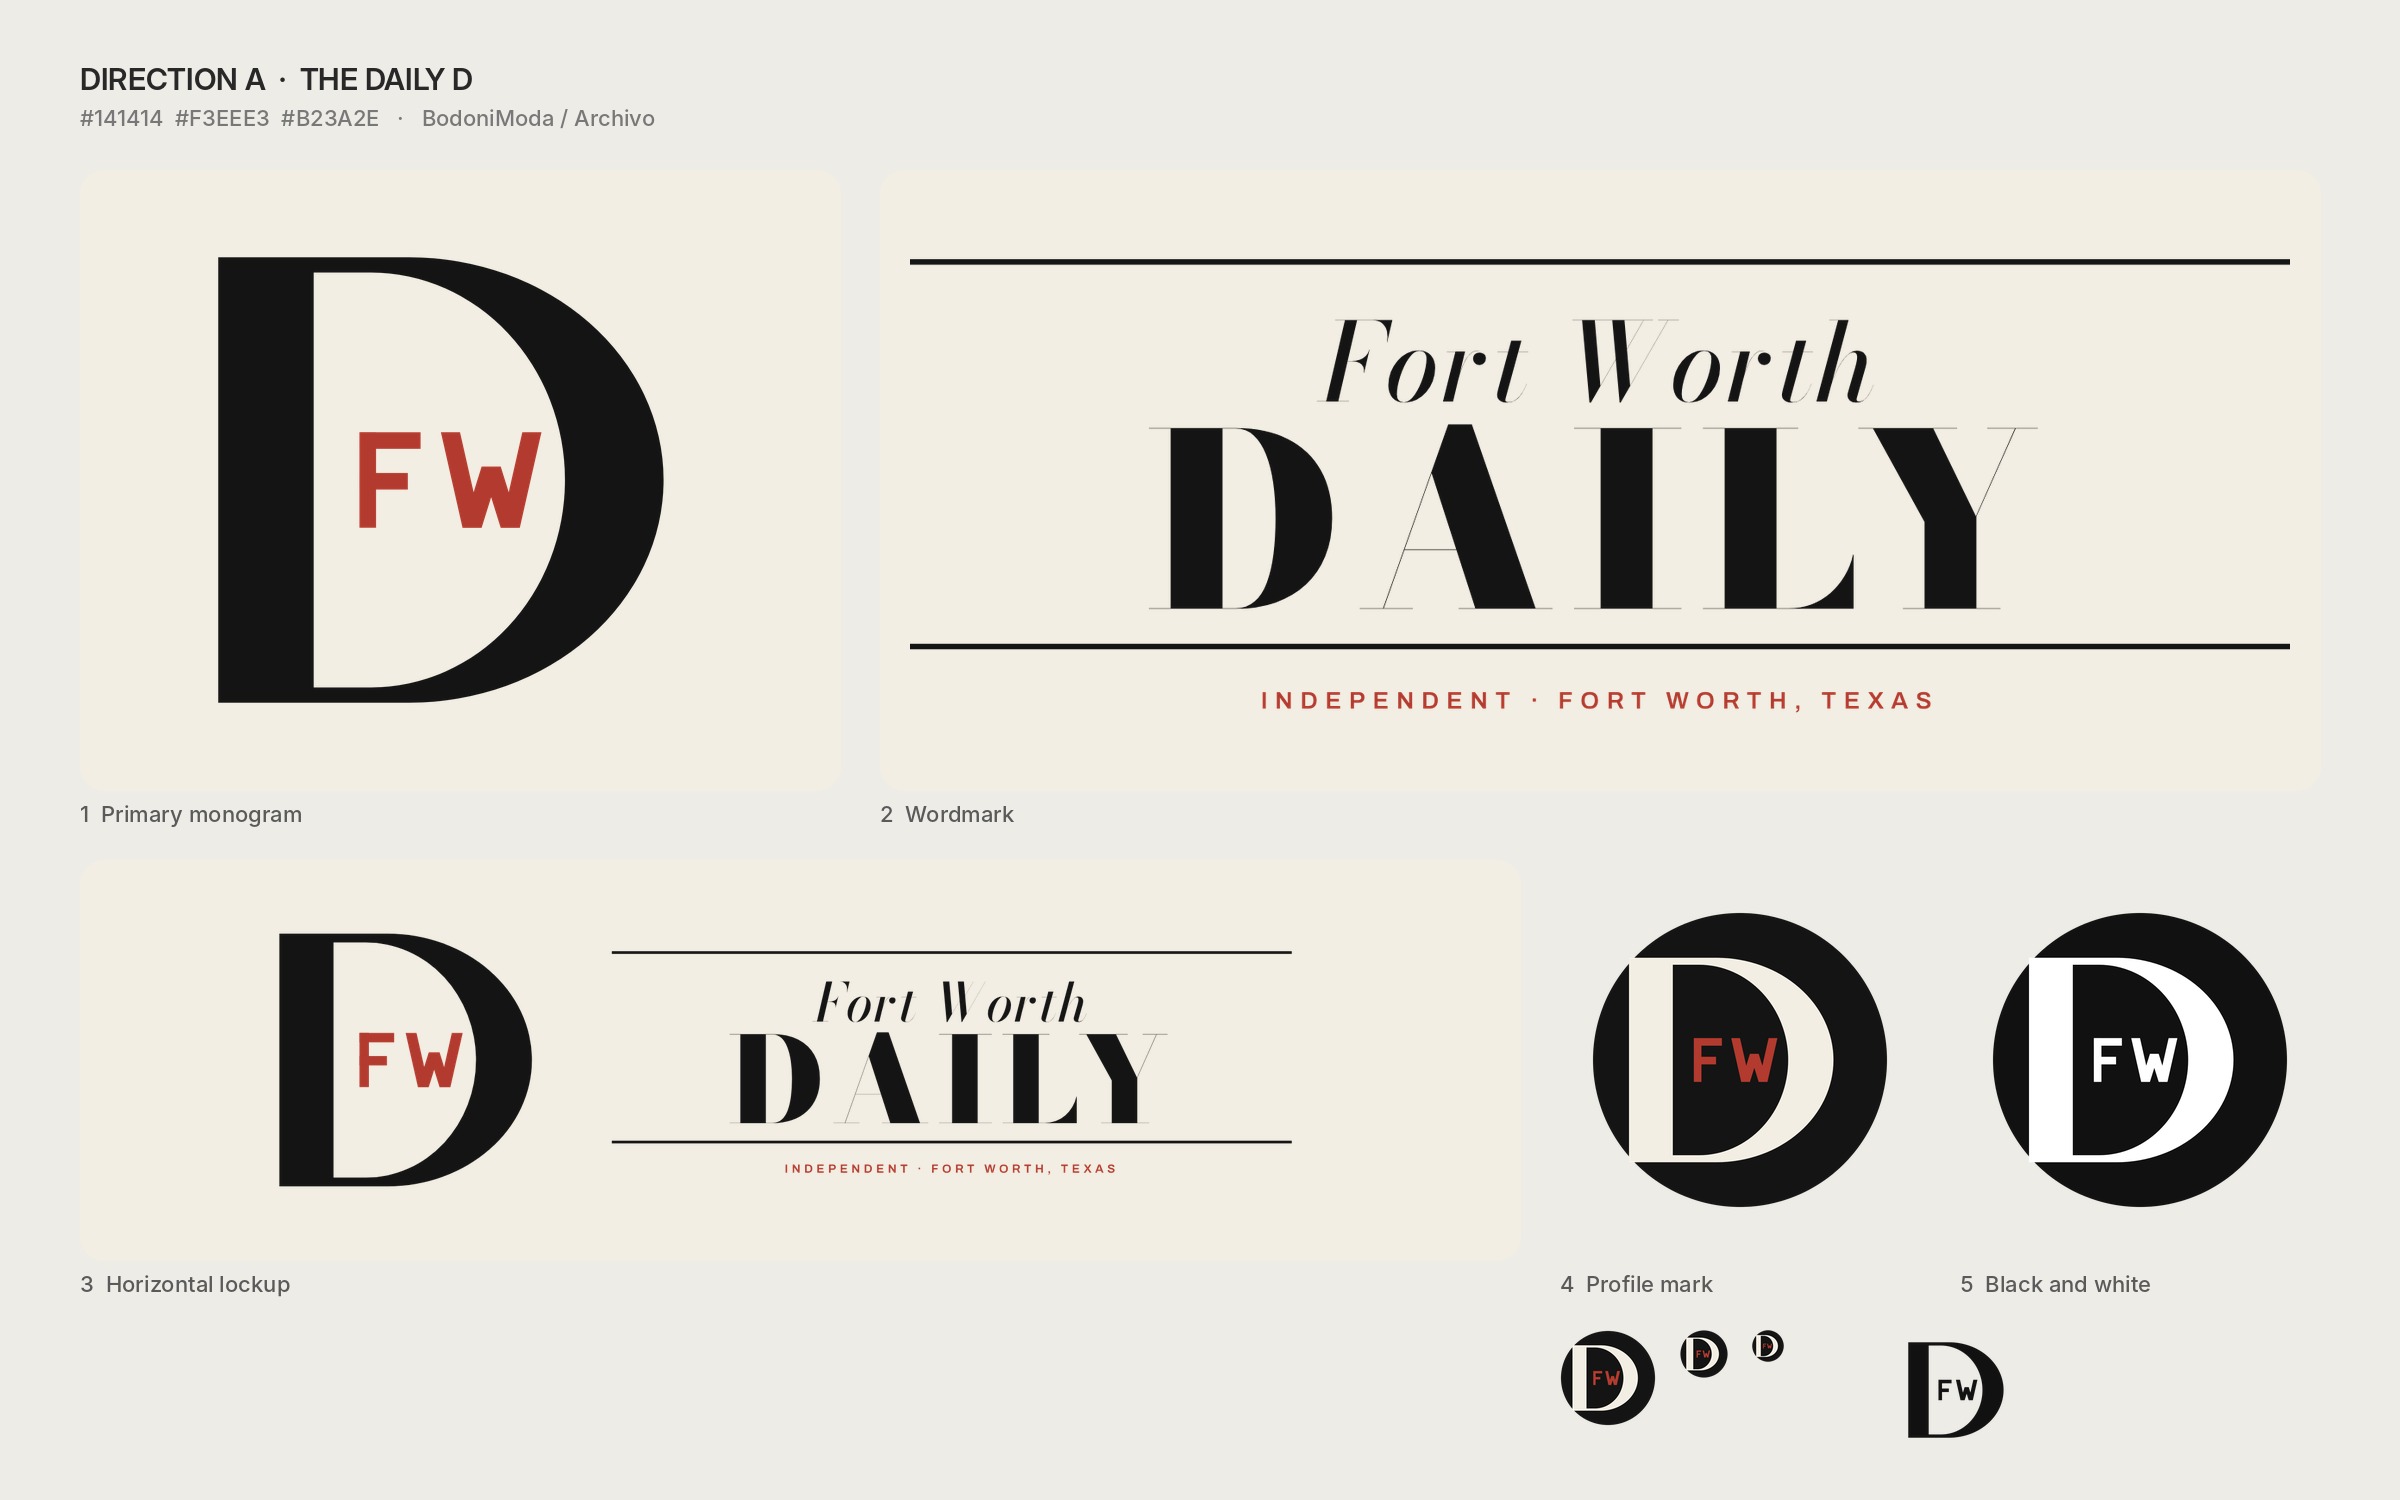 DIRECTION A · THE DAILY D
#141414 #F3EEE3 #B23A2E · BodoniModa / Archivo
FW
Fort Worth
DAILY
INDEPENDENT · FORT WORTH, TEXAS
1 Primary monogram
2 Wordmark
D
FW
Fort Worth
DAILY
INDEPENDENT · FORT WORTH, TEXAS
D
FW
D
FW
3 Horizontal lockup
4 Profile mark
5 Black and white
D
FW
D
FW
D
FW
D
FW